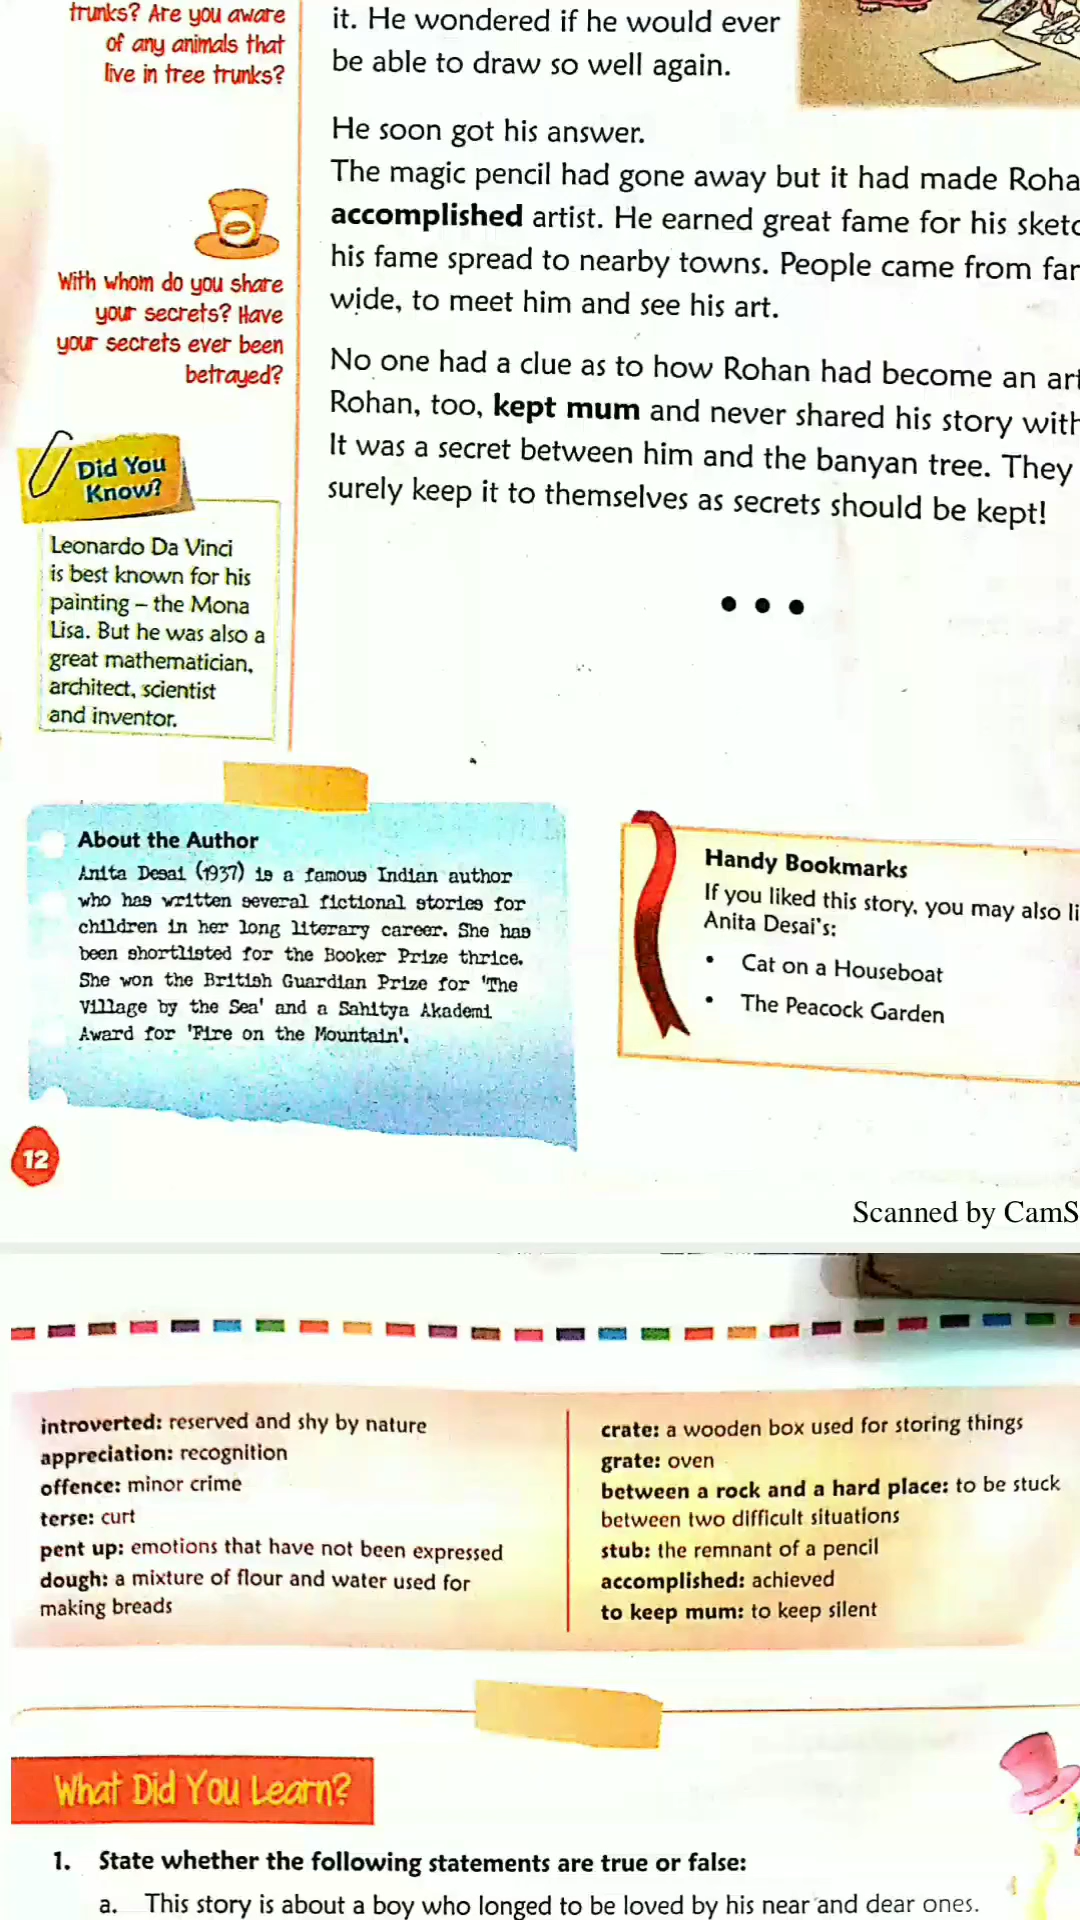 trunks? Are you aware
of any animals that
live in tree trunks?
With whom do you share
your secrets? Have
your secrets ever been
betrayed?
Did You
Know?
Leonardo Da Vinci
is best known for his
painting – the Mona
Lisa. But he was also a
great mathematician,
architect, scientist
and inventor.
it. He wondered if he would ever
be able to draw so well again.
He soon got his answer.
The magic pencil had gone away but it had made Roha
accomplished artist. He earned great fame for his sketc
his fame spread to nearby towns. People came from far
wide, to meet him and see his art.
No one had a clue as to how Rohan had become an art
Rohan, too, kept mum and never shared his story with
It was a secret between him and the banyan tree. They
surely keep it to themselves as secrets should be kept!
• • •
About the Author
Anita Desai (1937) is a famous Indian author
who has written several fictional stories for
children in her long literary career. She has
been shortlisted for the Booker Prize thrice.
She won the British Guardian Prize for 'The
Village by the Sea' and a Sahitya Akademi
Award for 'Fire on the Mountain'.
Handy Bookmarks
If you liked this story, you may also li
Anita Desai's:
• Cat on a Houseboat
• The Peacock Garden
12
Scanned by CamS
introverted: reserved and shy by nature
appreciation: recognition
offence: minor crime
terse: curt
pent up: emotions that have not been expressed
dough: a mixture of flour and water used for
making breads
crate: a wooden box used for storing things
grate: oven
between a rock and a hard place: to be stuck
between two difficult situations
stub: the remnant of a pencil
accomplished: achieved
to keep mum: to keep silent
What Did You Learn?
1. State whether the following statements are true or false:
a. This story is about a boy who longed to be loved by his near and dear ones.